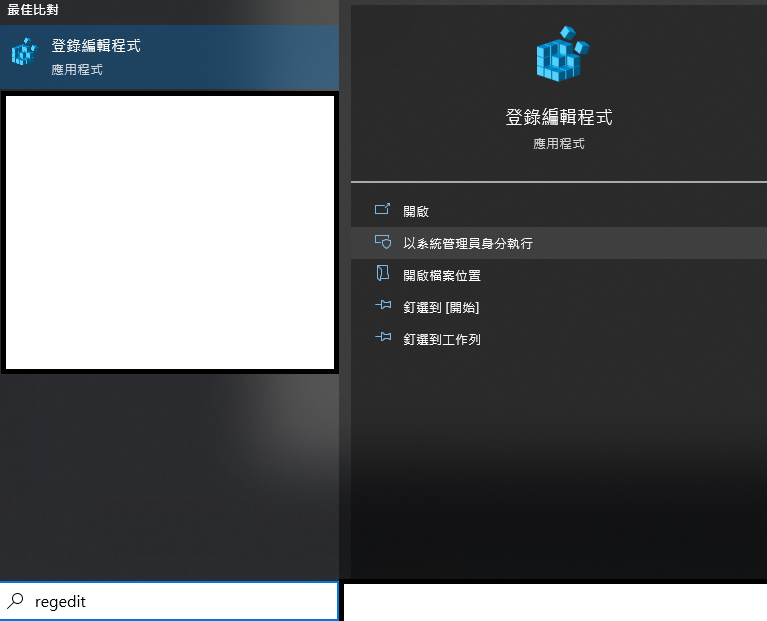 最佳比對
登錄編輯程式
應用程式
登錄編輯程式
應用程式
開啟
以系統管理員身分執行
開啟檔案位置
釘選到 [開始]
釘選到工作列
regedit